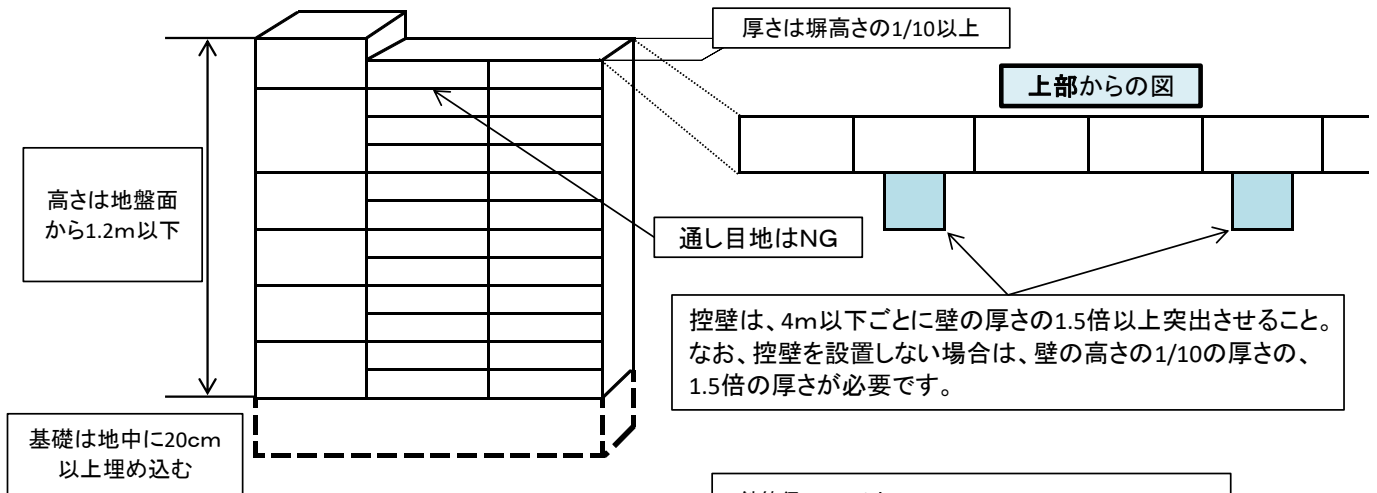 厚さは塀高さの1/10以上
上部からの図
高さは地盤面
から1.2m以下
通し目地はNG
控壁は、4m以下ごとに壁の厚さの1.5倍以上突出させること。
なお、控壁を設置しない場合は、壁の高さの1/10の厚さの、
1.5倍の厚さが必要です。
基礎は地中に20cm
以上埋め込む